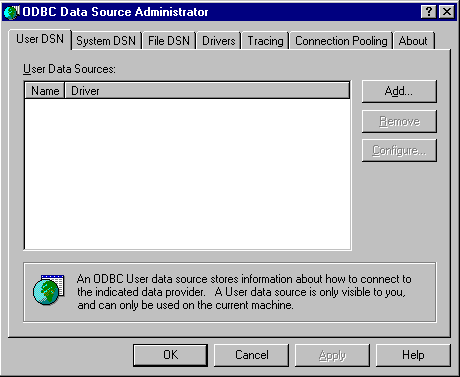 ODBC Data Source Administrator
User DSN System DSN File DSN Drivers Tracing Connection Pooling About
User Data Sources:
Name Driver
Add...
Remove
Configure...
An ODBC User data source stores information about how to connect to
the indicated data provider. A User data source is only visible to you,
and can only be used on the current machine.
OK Cancel Apply Help